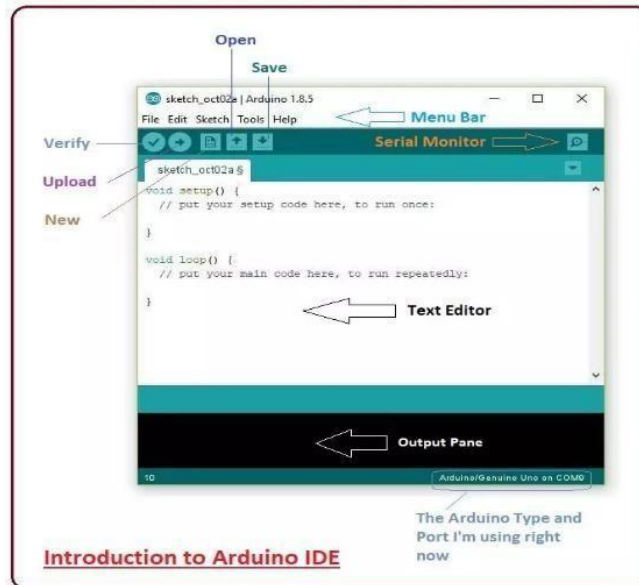 Open
Save
sketch_oct02a | Arduino 1.8.5
File Edit Sketch Tools Help
Menu Bar
Verify
Serial Monitor
Upload
sketch_oct02a §
New
void setup() {
// put your setup code here, to run once:
}
void loop() {
// put your main code here, to run repeatedly:
}
Text Editor
Output Pane
10
Arduino/Genuino Uno on COM9
The Arduino Type and
Port I'm using right
now
Introduction to Arduino IDE